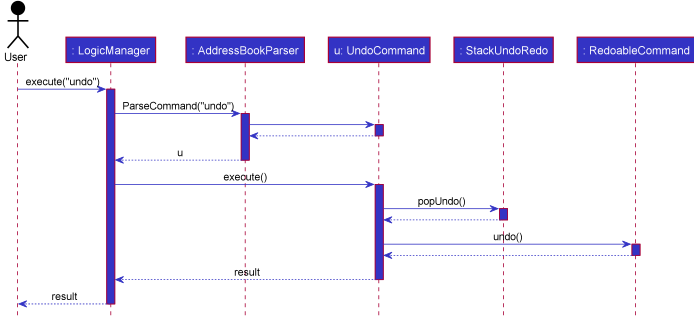 : LogicManager
: AddressBookParser
u: UndoCommand
: StackUndoRedo
: RedoableCommand
User
execute("undo")
ParseCommand("undo")
u
execute()
popUndo()
undo()
result
result